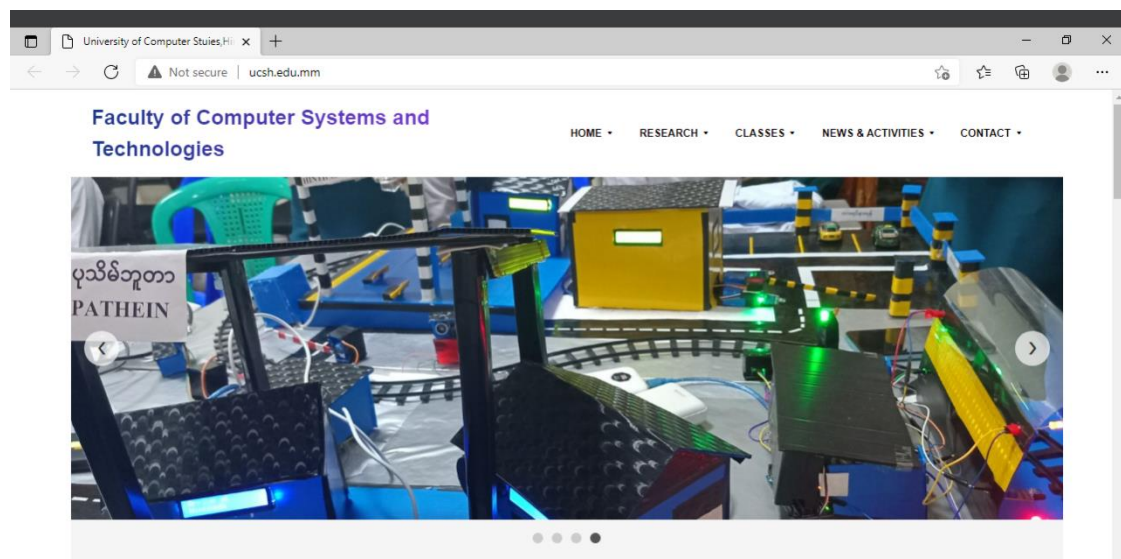 University of Computer Stuies,Hi
Not secure
ucsh.edu.mm
Faculty of Computer Systems and
Technologies
HOME
RESEARCH
CLASSES
NEWS & ACTIVITIES
CONTACT
ပုသိမ်ဘူတာ
PATHEIN